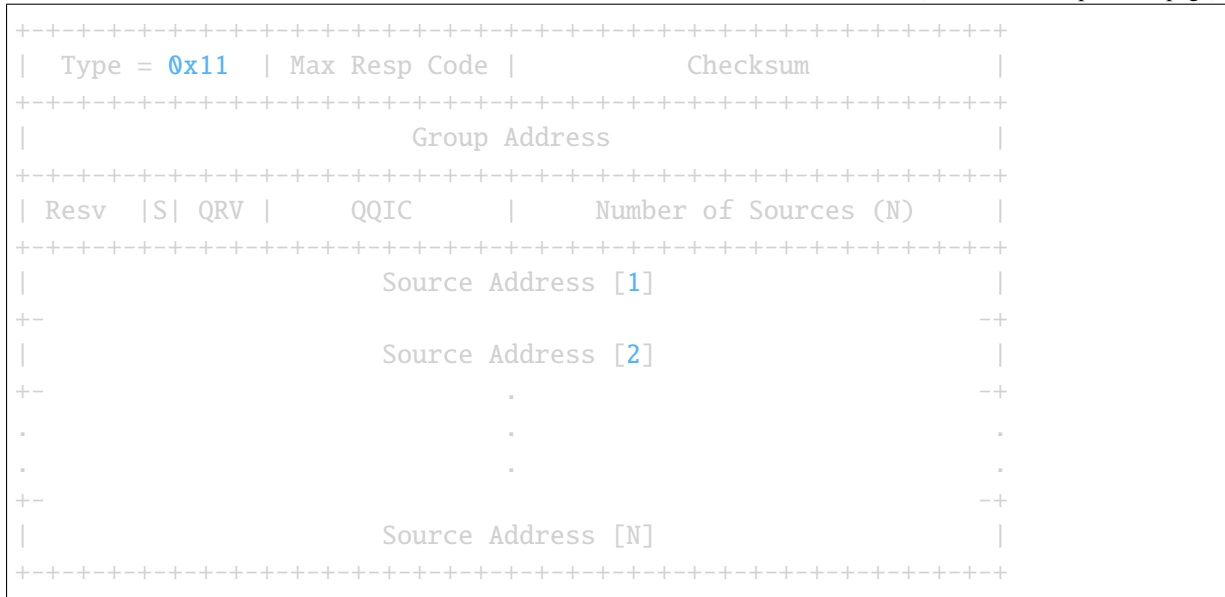 +-+-+-+-+-+-+-+-+-+-+-+-+-+-+-+-+-+-+-+-+-+-+-+-+-+-+-+-+-+-+-+-+
|  Type = 0x11  | Max Resp Code |           Checksum            |
+-+-+-+-+-+-+-+-+-+-+-+-+-+-+-+-+-+-+-+-+-+-+-+-+-+-+-+-+-+-+-+-+
|                         Group Address                         |
+-+-+-+-+-+-+-+-+-+-+-+-+-+-+-+-+-+-+-+-+-+-+-+-+-+-+-+-+-+-+-+-+
| Resv  |S| QRV |     QQIC      |     Number of Sources (N)     |
+-+-+-+-+-+-+-+-+-+-+-+-+-+-+-+-+-+-+-+-+-+-+-+-+-+-+-+-+-+-+-+-+
|                       Source Address [1]                      |
+-                                                             -+
|                       Source Address [2]                      |
+-                              .                              -+
.                               .                               .
.                               .                               .
+-                                                             -+
|                       Source Address [N]                      |
+-+-+-+-+-+-+-+-+-+-+-+-+-+-+-+-+-+-+-+-+-+-+-+-+-+-+-+-+-+-+-+-+